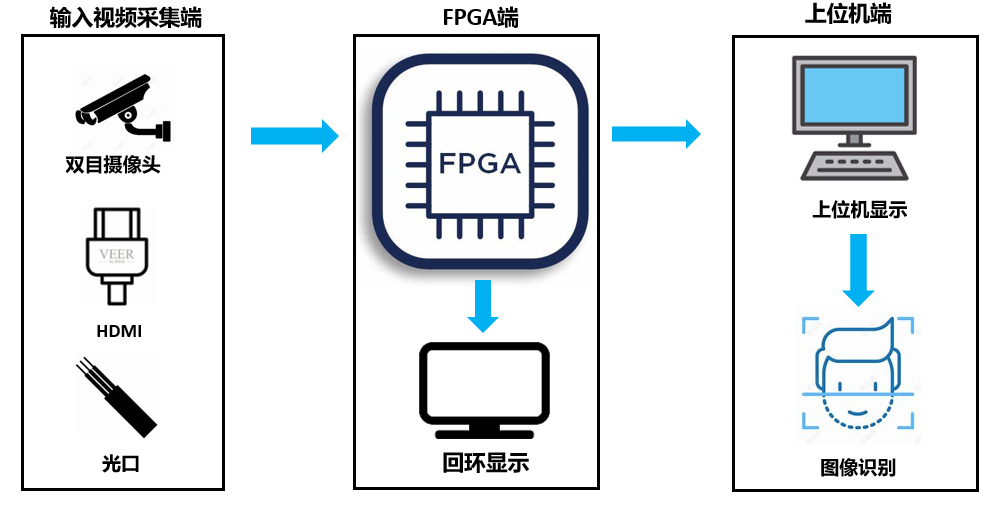 输入视频采集端
FPGA端
上位机端
双目摄像头
VEER
HDMI
光口
FPGA
回环显示
上位机显示
图像识别